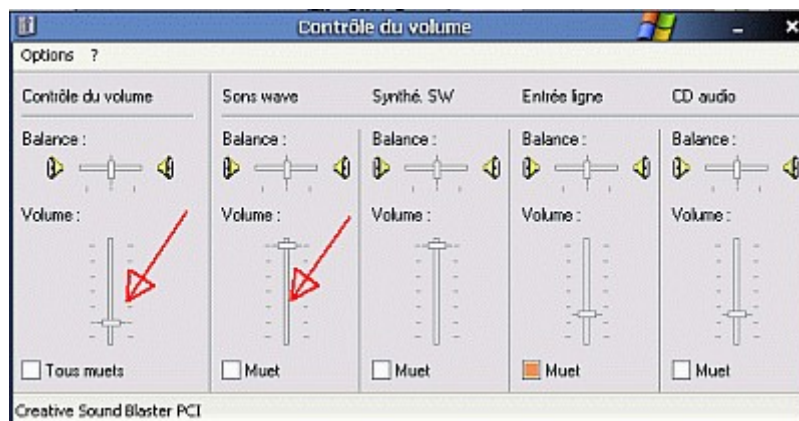 Contrôle du volume
Options ?
Contrôle du volume Sons wave Synthé. SW Entrée ligne CD audio
Balance : Balance : Balance : Balance : Balance :
Volume : Volume : Volume : Volume : Volume :
Tous muets Muet Muet Muet Muet
Creative Sound Blaster PCI